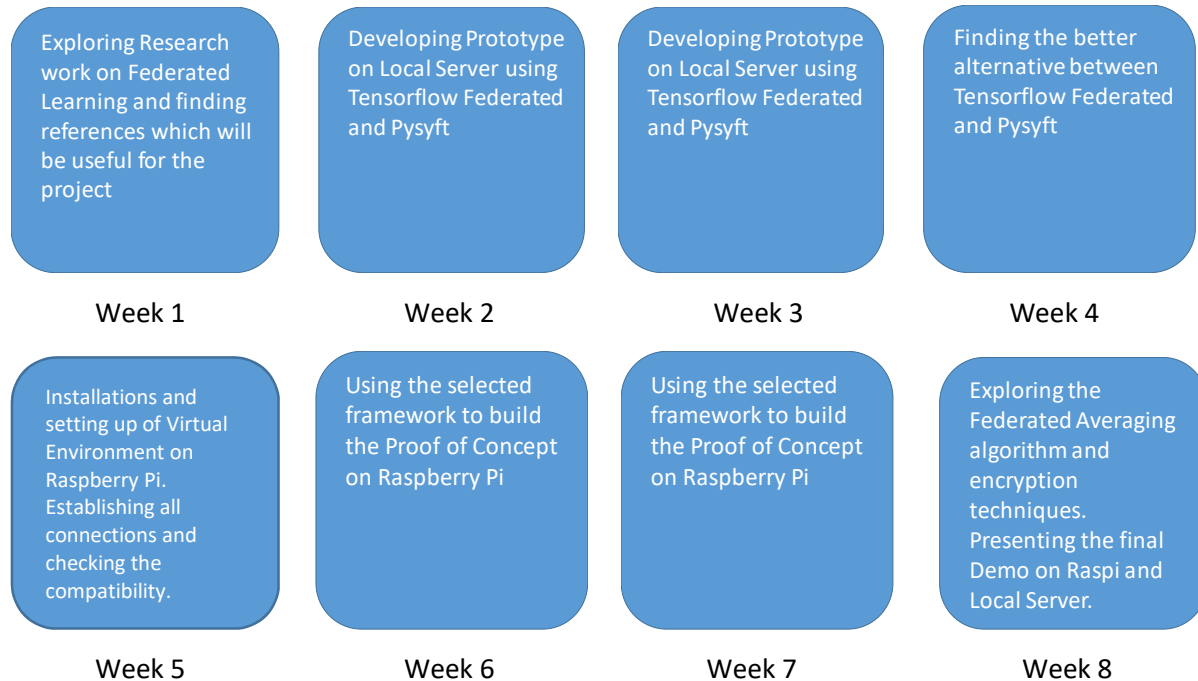 Exploring Research
work on Federated
Learning and finding
references which will
be useful for the
project
Developing Prototype
on Local Server using
Tensorflow Federated
and Pysyft
Developing Prototype
on Local Server using
Tensorflow Federated
and Pysyft
Finding the better
alternative between
Tensorflow Federated
and Pysyft
Week 1
Week 2
Week 3
Week 4
Installations and
setting up of Virtual
Environment on
Raspberry Pi.
Establishing all
connections and
checking the
compatibility.
Using the selected
framework to build
the Proof of Concept
on Raspberry Pi
Using the selected
framework to build
the Proof of Concept
on Raspberry Pi
Exploring the
Federated Averaging
algorithm and
encryption
techniques.
Presenting the final
Demo on Raspi and
Local Server.
Week 5
Week 6
Week 7
Week 8